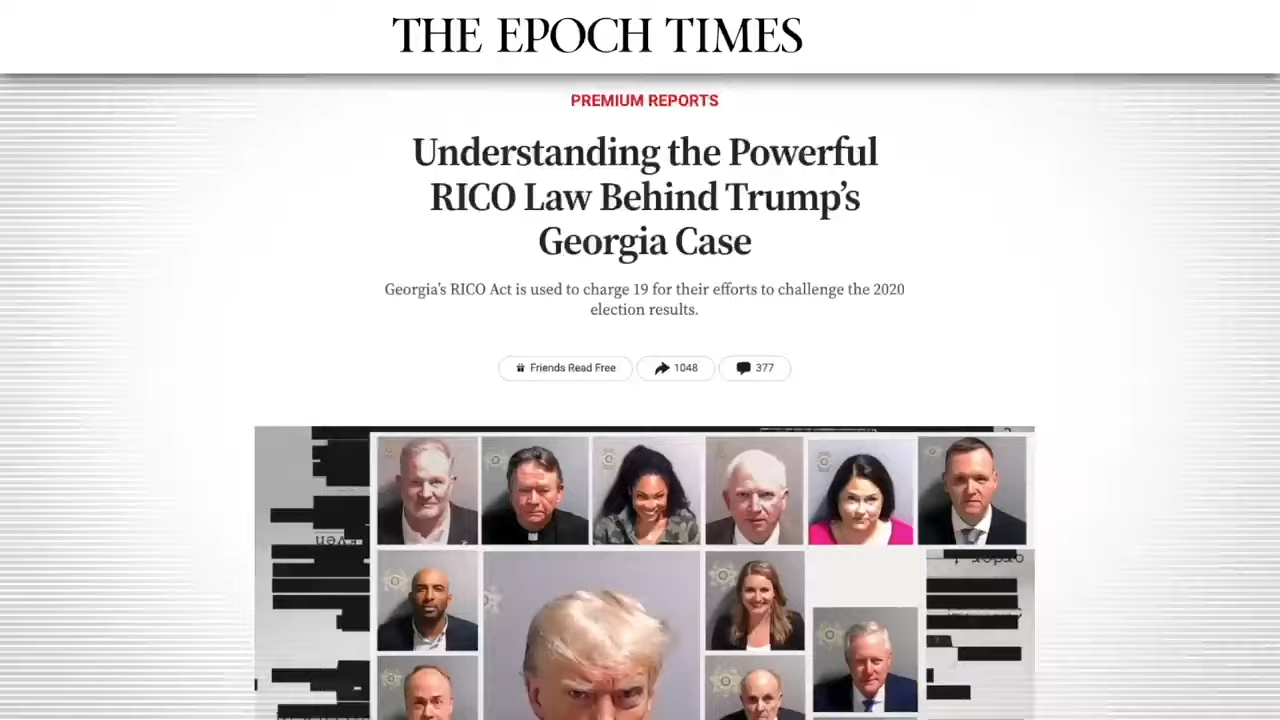 THE EPOCH TIMES
PREMIUM REPORTS
Understanding the Powerful
RICO Law Behind Trump's
Georgia Case
Georgia's RICO Act is used to charge 19 for their efforts to challenge the 2020
election results.
Friends Read Free
1048
377